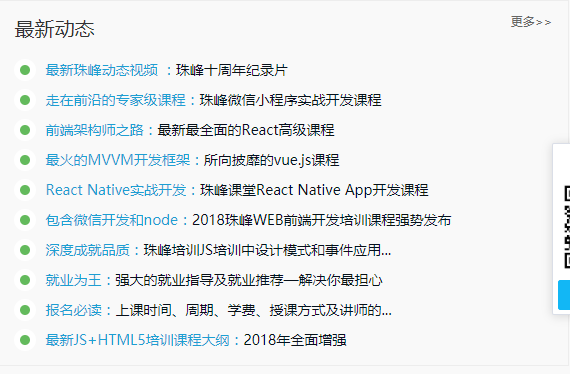 最新动态
更多>>
最新珠峰动态视频 ：珠峰十周年纪录片
走在前沿的专家级课程：珠峰微信小程序实战开发课程
前端架构师之路：最新最全面的React高级课程
最火的MVVM开发框架：所向披靡的vue.js课程
React Native实战开发：珠峰课堂React Native App开发课程
包含微信开发和node：2018珠峰WEB前端开发培训课程强势发布
深度成就品质：珠峰培训JS培训中设计模式和事件应用...
就业为王：强大的就业指导及就业推荐—解决你最担心
报名必读：上课时间、周期、学费、授课方式及讲师的...
最新JS+HTML5培训课程大纲：2018年全面增强